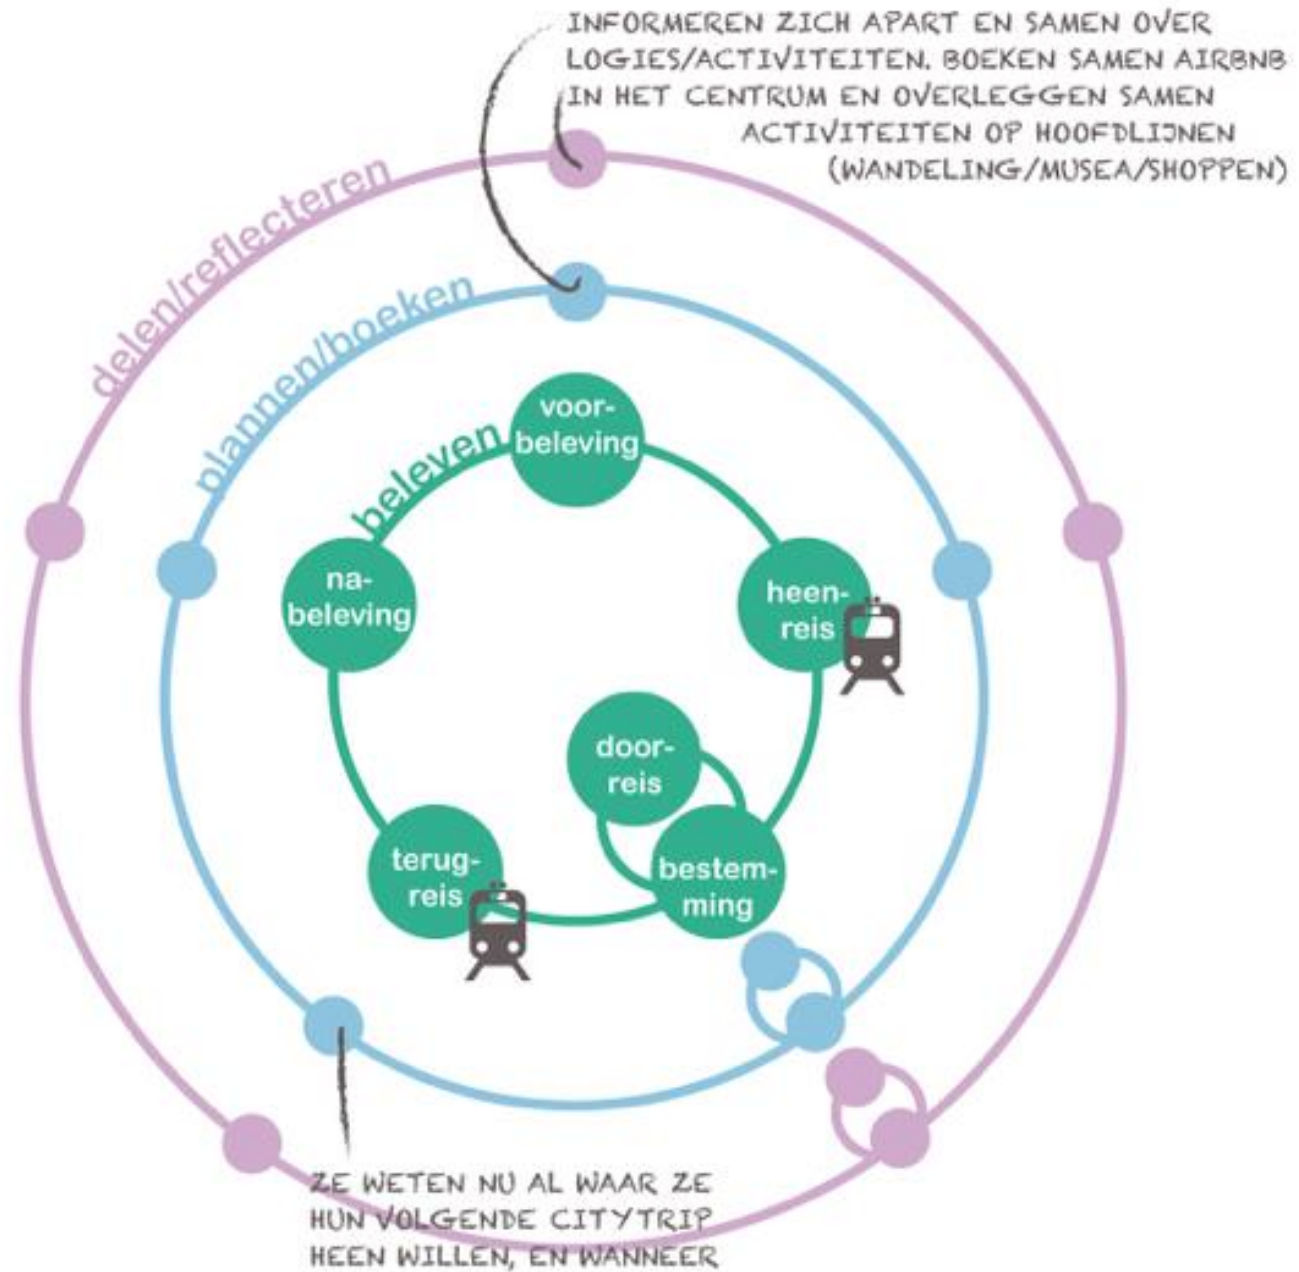 INFORMEREN ZICH APART EN SAMEN OVER
LOGIES/ACTIVITEITEN. BOEKEN SAMEN AIRBNB
IN HET CENTRUM EN OVERLEGGEN SAMEN
ACTIVITEITEN OP HOOFDLIJNEN
(WANDELING/MUSEA/SHOPPEN)
delen/reflecteren
plannen/boeken
beleven
voor-
beleving
na-
beleving
heen-
reis
door-
reis
terug-
reis
bestem-
ming
ZE WETEN NU AL WAAR ZE
HUN VOLGENDE CITYTRIP
HEEN WILLEN, EN WANNEER